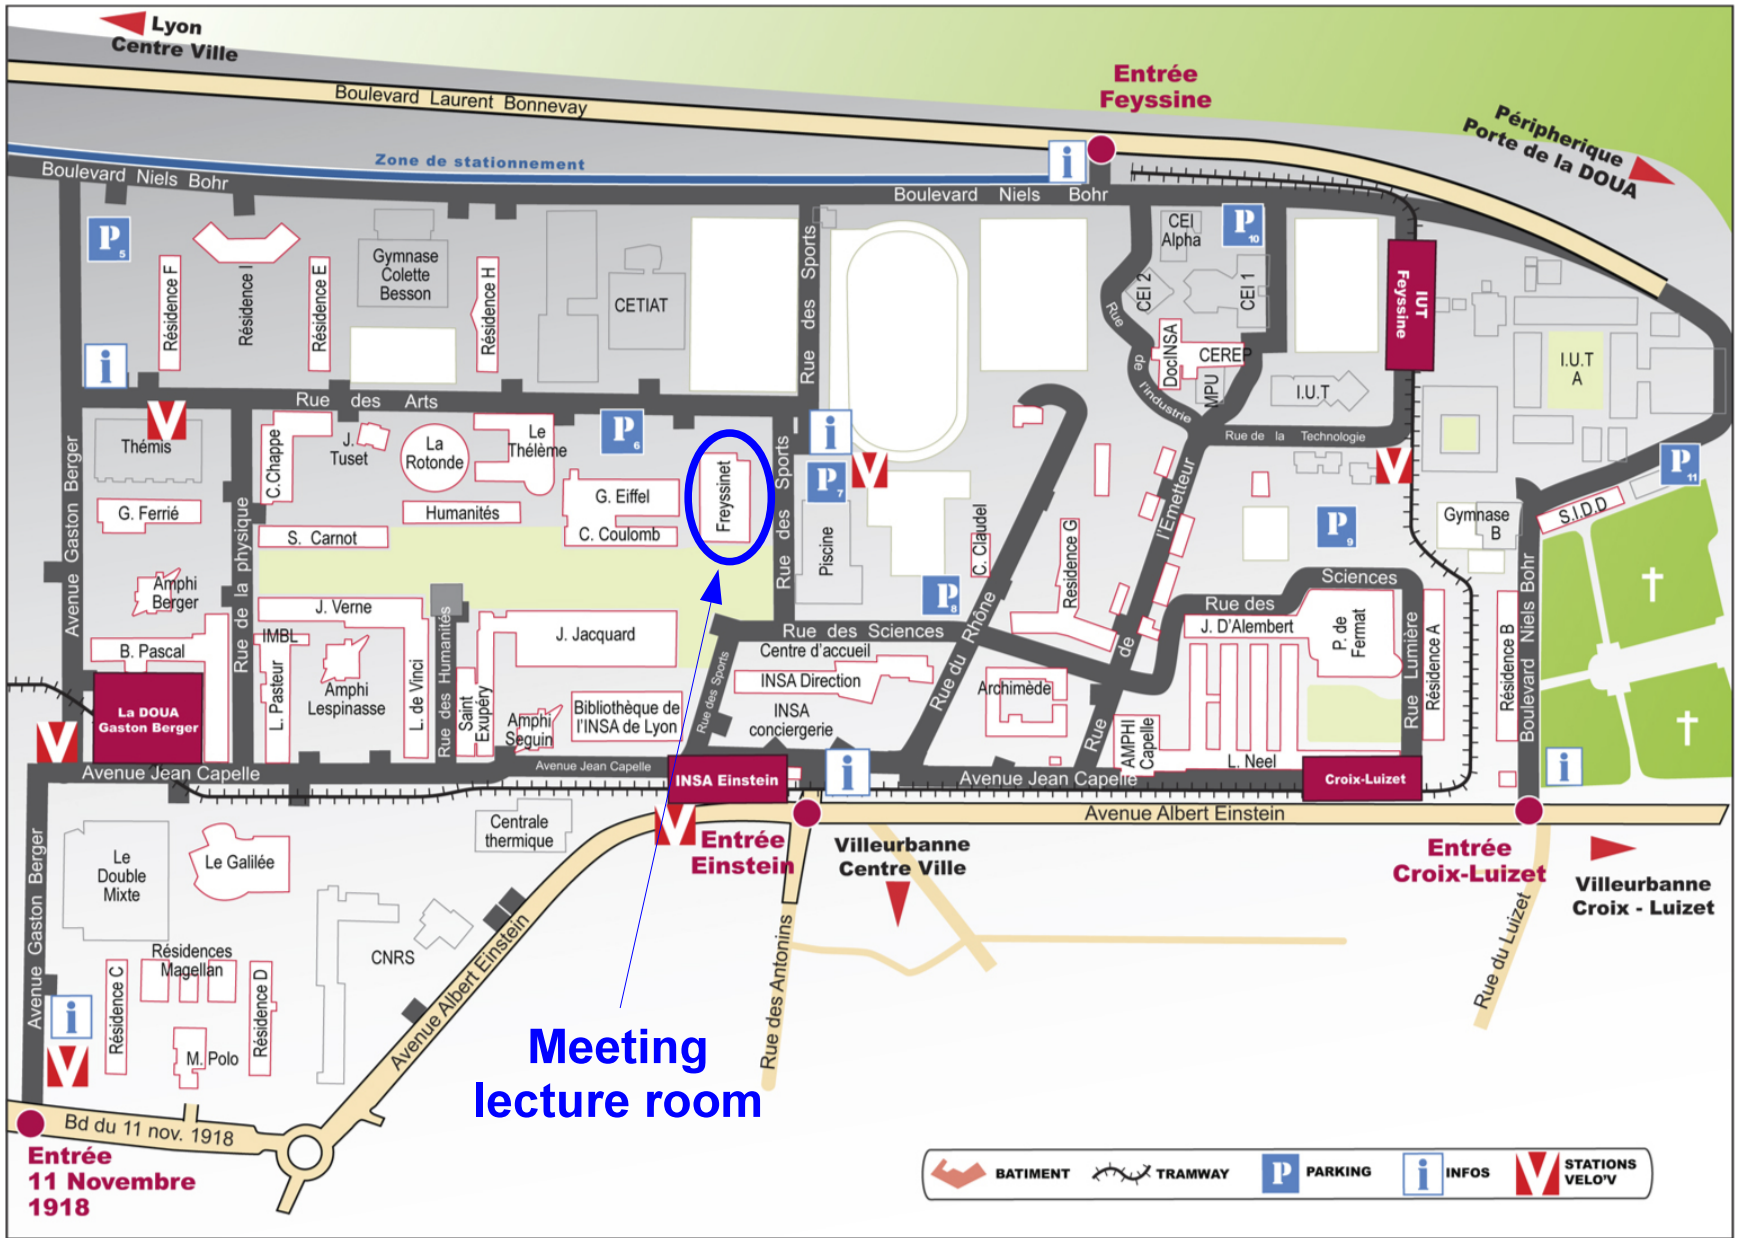 Lyon
Centre Ville
Boulevard Laurent Bonnevay
Entrée
Feyssine
Péripherique
Porte de la DOUA
Zone de stationnement
Boulevard Niels Bohr
Boulevard Niels Bohr
i
P5
Résidence F
Résidence I
Résidence E
Gymnase
Colette
Besson
Résidence H
CETIAT
Rue des Sports
CEI
Alpha
P10
CEI 2
CEI 1
Rue de l'industrie
DocINSA
CEREP
MPU
I.U.T
IUT
Feyssine
I.U.T
A
i
Rue des Arts
V
Thémis
C.Chappe
J.
Tuset
La
Rotonde
Le
Thélème
P6
i
P7
V
Rue de la Technologie
V
P11
Avenue Gaston Berger
G. Ferrié
Rue de la physique
S. Carnot
Humanités
G. Eiffel
C. Coulomb
Freyssinet
Rue des Sports
Piscine
C. Claudel
Residence G
Rue de l'Emetteur
P9
Gymnase
B
S.I.D.D
Amphi
Berger
P8
Sciences
Rue des
J. Verne
Rue des Humanités
J. Jacquard
Rue des Sciences
Rue du Rhône
J. D'Alembert
P. de
Fermat
Rue Lumière
Résidence A
Résidence B
Boulevard Niels Bohr
B. Pascal
IMBL
L. Pasteur
Amphi
Lespinasse
L. de Vinci
Saint
Exupéry
Amphi
Seguin
Bibliothèque de
l'INSA de Lyon
Rue des Sports
Centre d'accueil
INSA Direction
INSA
conciergerie
Archimède
AMPHI
Capelle
L. Neel
La DOUA
Gaston Berger
V
Avenue Jean Capelle
Avenue Jean Capelle
INSA Einstein
i
Avenue Jean Capelle
Croix-Luizet
i
Avenue Albert Einstein
Avenue Gaston Berger
Le
Double
Mixte
Le Galilée
Centrale
thermique
V
Entrée
Einstein
Villeurbanne
Centre Ville
Entrée
Croix-Luizet
Villeurbanne
Croix - Luizet
Résidences
Magellan
Résidence C
Résidence D
M. Polo
CNRS
Avenue Albert Einstein
Rue des Antonins
Rue du Luizet
i
V
Meeting
lecture room
Bd du 11 nov. 1918
Entrée
11 Novembre
1918
BATIMENT
TRAMWAY
P PARKING
i INFOS
V STATIONS
VELO'V